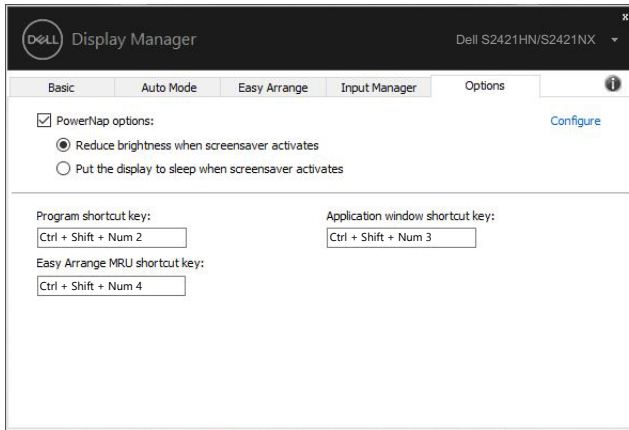 x
DELL Display Manager
Dell S2421HN/S2421NX
Basic Auto Mode Easy Arrange Input Manager Options
PowerNap options: Configure
Reduce brightness when screensaver activates
Put the display to sleep when screensaver activates
Program shortcut key: Application window shortcut key:
Ctrl + Shift + Num 2 Ctrl + Shift + Num 3
Easy Arrange MRU shortcut key:
Ctrl + Shift + Num 4